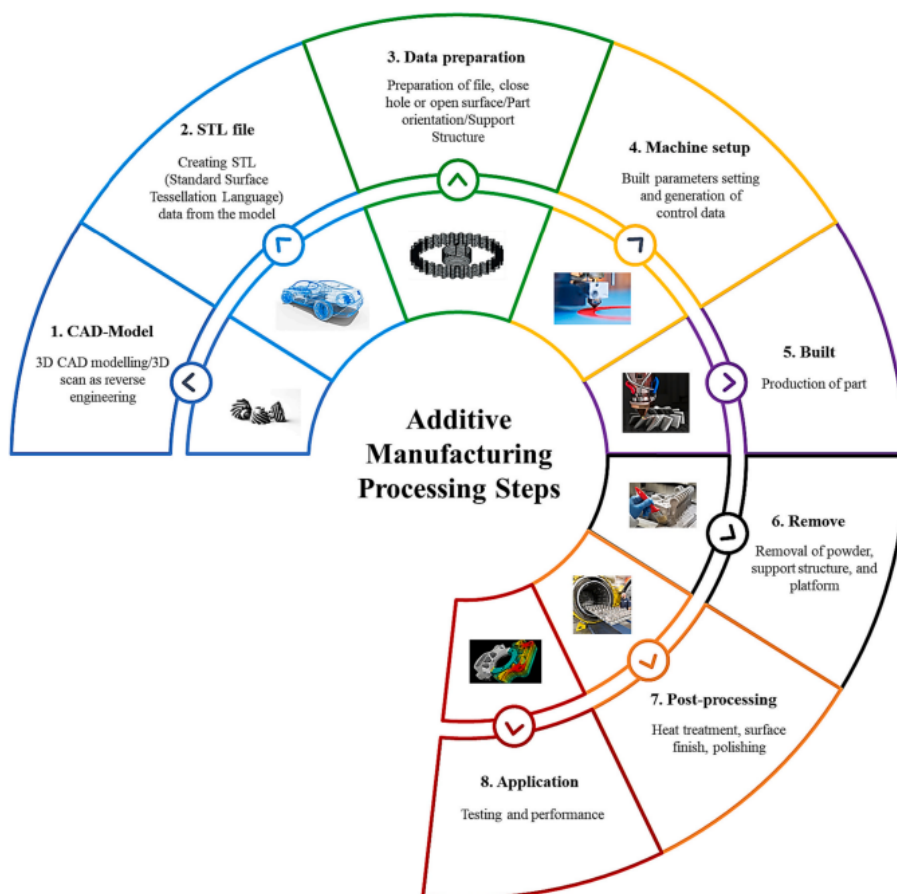 3. Data preparation
Preparation of file, close
hole or open surface/Part
orientation/Support
Structure
2. STL file
Creating STL
(Standard Surface
Tessellation Language)
data from the model
4. Machine setup
Built parameters setting
and generation of
control data
1. CAD-Model
3D CAD modelling/3D
scan as reverse
engineering
5. Built
Production of part
Additive
Manufacturing
Processing Steps
6. Remove
Removal of powder,
support structure, and
platform
7. Post-processing
Heat treatment, surface
finish, polishing
8. Application
Testing and performance